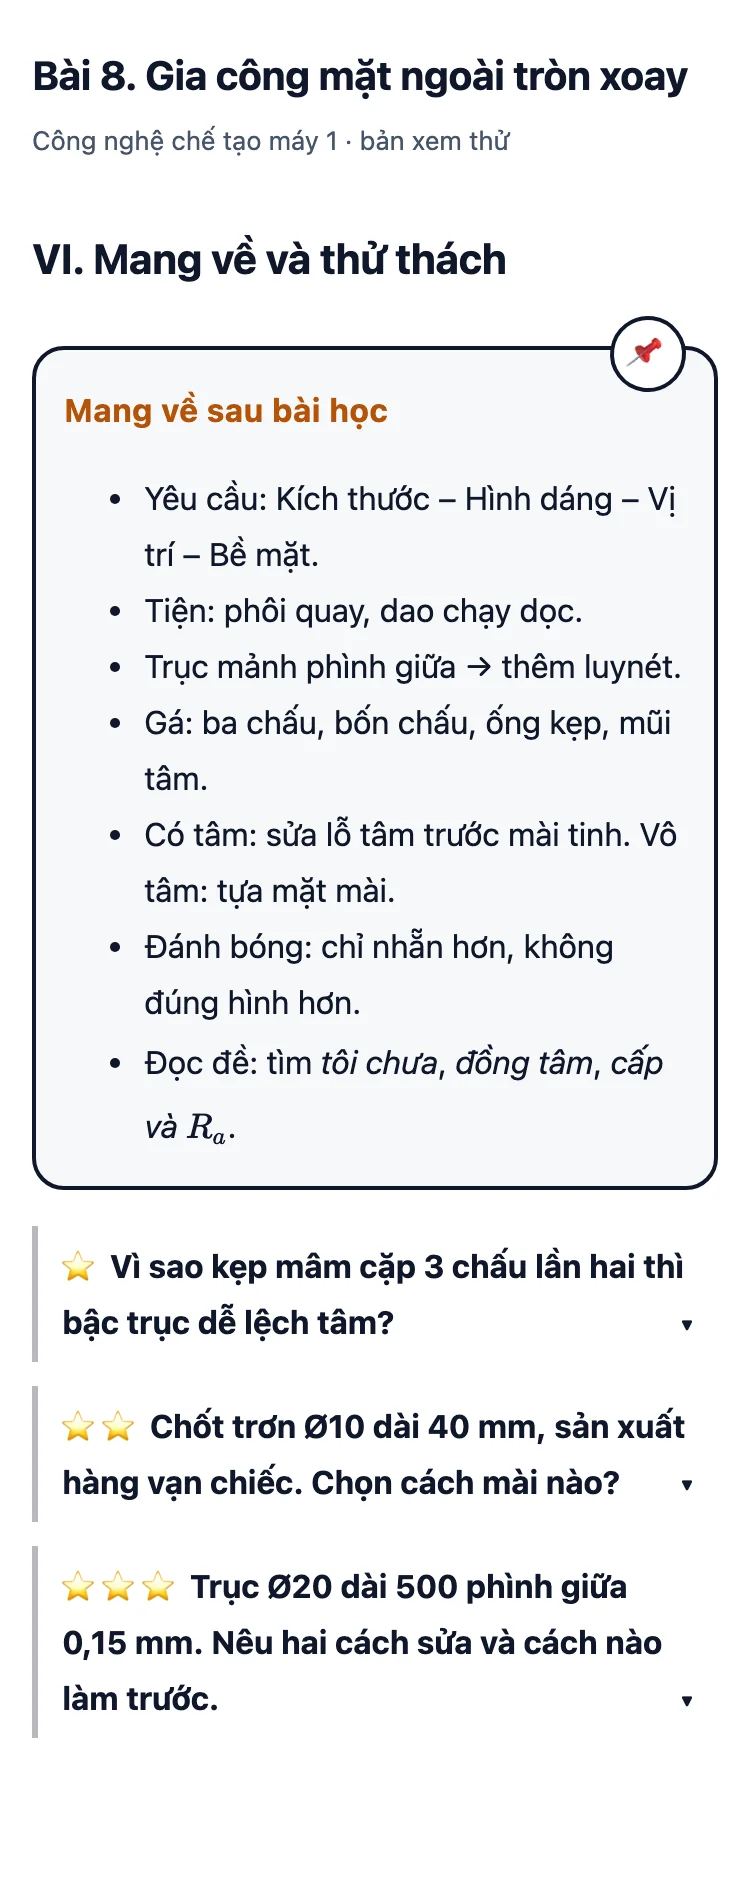 Bài 8. Gia công mặt ngoài tròn xoay
Công nghệ chế tạo máy 1 · bản xem thử
VI. Mang về và thử thách
Mang về sau bài học
• Yêu cầu: Kích thước – Hình dáng – Vị
trí – Bề mặt.
• Tiện: phôi quay, dao chạy dọc.
• Trục mảnh phình giữa → thêm luynét.
• Gá: ba chấu, bốn chấu, ống kẹp, mũi
tâm.
• Có tâm: sửa lỗ tâm trước mài tinh. Vô
tâm: tựa mặt mài.
• Đánh bóng: chỉ nhẵn hơn, không
đúng hình hơn.
• Đọc đề: tìm tôi chưa, đồng tâm, cấp
và Rₐ.
⭐ Vì sao kẹp mâm cặp 3 chấu lần hai thì
bậc trục dễ lệch tâm? ▾
⭐⭐ Chốt trơn Ø10 dài 40 mm, sản xuất
hàng vạn chiếc. Chọn cách mài nào? ▾
⭐⭐⭐ Trục Ø20 dài 500 phình giữa
0,15 mm. Nêu hai cách sửa và cách nào
làm trước. ▾